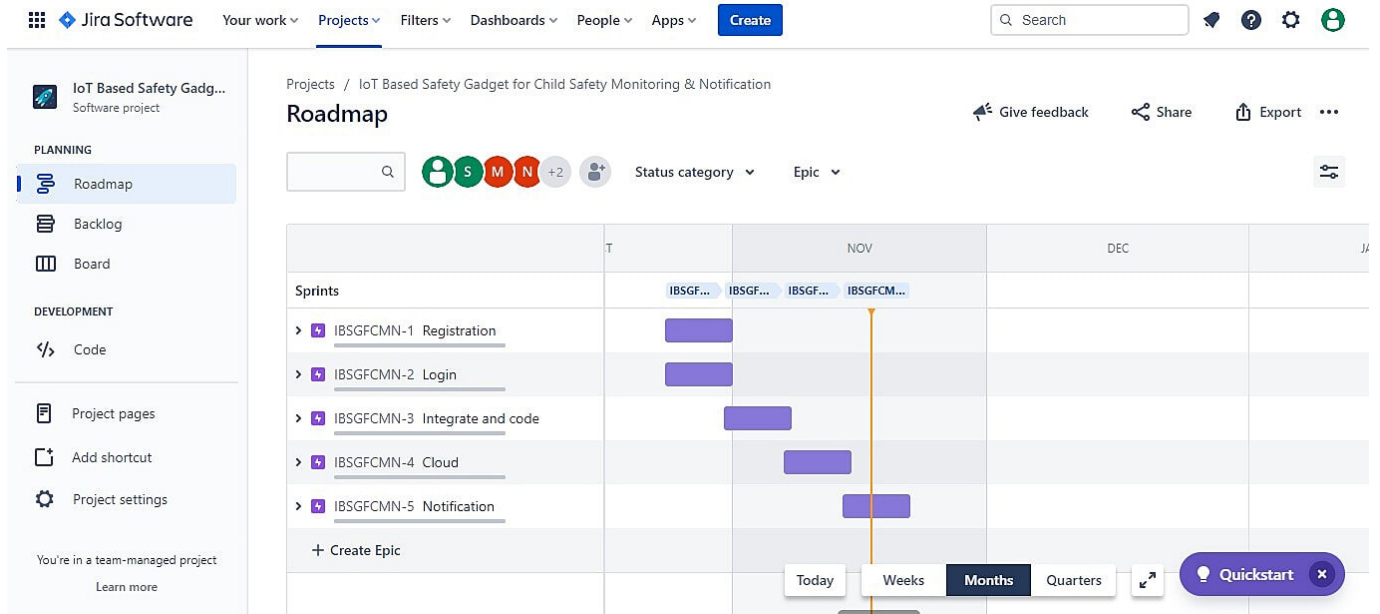 Jira Software Your work Projects Filters Dashboards People Apps Create Search
IoT Based Safety Gadg...
Software project
PLANNING
Roadmap
Backlog
Board
DEVELOPMENT
Code
Project pages
Add shortcut
Project settings
You're in a team-managed project
Learn more
Projects / IoT Based Safety Gadget for Child Safety Monitoring & Notification
Roadmap
Give feedback Share Export
S M N +2 Status category Epic
T NOV DEC JA
Sprints IBSGF... IBSGF... IBSGF... IBSGFCM...
IBSGFCMN-1 Registration
IBSGFCMN-2 Login
IBSGFCMN-3 Integrate and code
IBSGFCMN-4 Cloud
IBSGFCMN-5 Notification
+ Create Epic
Today Weeks Months Quarters Quickstart